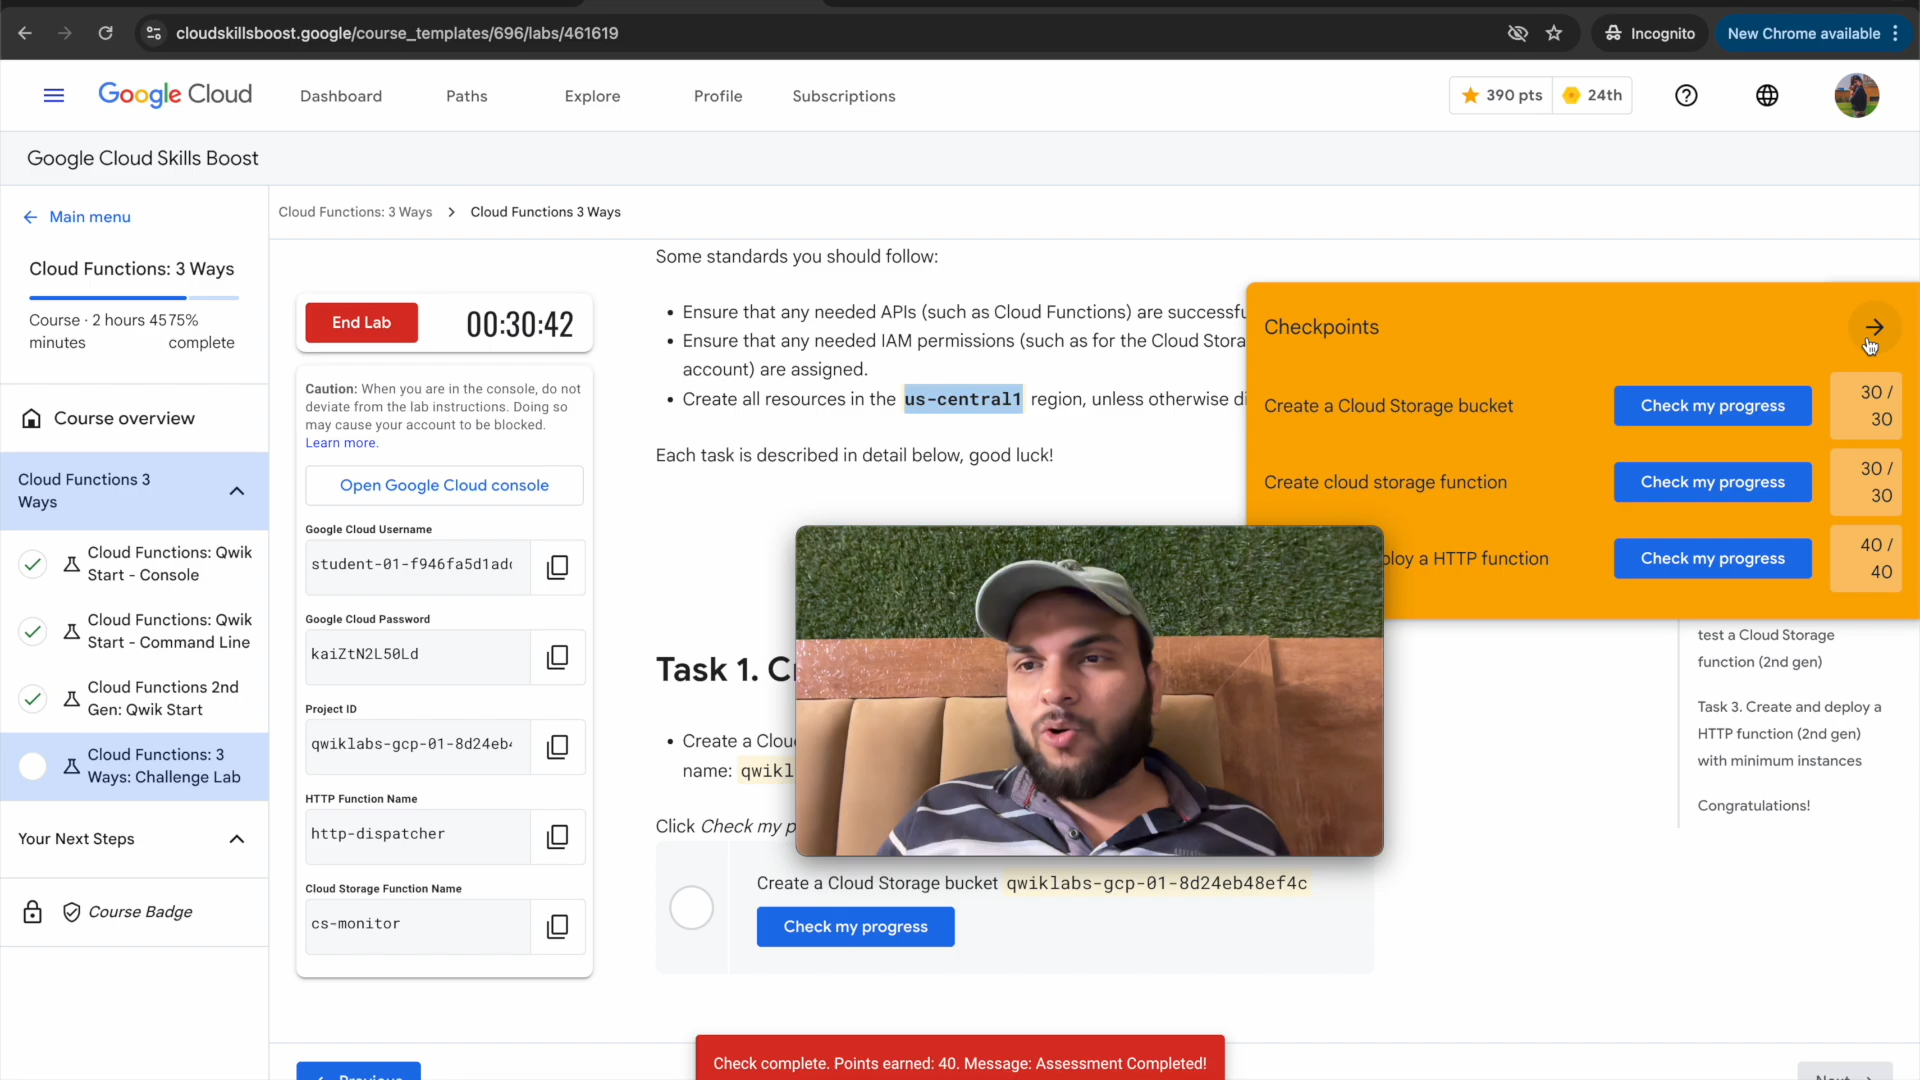 cloudskillsboost.google/course_templates/696/labs/461619
Incognito
New Chrome available
Google Cloud
Dashboard
Paths
Explore
Profile
Subscriptions
390 pts
24th
Google Cloud Skills Boost
Main menu
Cloud Functions: 3 Ways
Course · 2 hours 45
minutes
75%
complete
Course overview
Cloud Functions 3
Ways
Cloud Functions: Qwik
Start - Console
Cloud Functions: Qwik
Start - Command Line
Cloud Functions 2nd
Gen: Qwik Start
Cloud Functions: 3
Ways: Challenge Lab
Your Next Steps
Course Badge
Cloud Functions: 3 Ways
Cloud Functions 3 Ways
End Lab
00:30:42
Caution: When you are in the console, do not
deviate from the lab instructions. Doing so
may cause your account to be blocked.
Learn more.
Open Google Cloud console
Google Cloud Username
student-01-f946fa5d1ad
Google Cloud Password
kaiZtN2L50Ld
Project ID
qwiklabs-gcp-01-8d24eb
HTTP Function Name
http-dispatcher
Cloud Storage Function Name
cs-monitor
Some standards you should follow:
Ensure that any needed APIs (such as Cloud Functions) are successfu
Ensure that any needed IAM permissions (such as for the Cloud Stora
account) are assigned.
Create all resources in the us-central1 region, unless otherwise di
Each task is described in detail below, good luck!
Task 1. C
Create a Clou
name: qwikl
Click Check my p
Create a Cloud Storage bucket qwiklabs-gcp-01-8d24eb48ef4c
Check my progress
Checkpoints
Create a Cloud Storage bucket
Check my progress
30 /
30
Create cloud storage function
Check my progress
30 /
30
ploy a HTTP function
Check my progress
40 /
40
test a Cloud Storage
function (2nd gen)
Task 3. Create and deploy a
HTTP function (2nd gen)
with minimum instances
Congratulations!
Check complete. Points earned: 40. Message: Assessment Completed!
Previous
Next